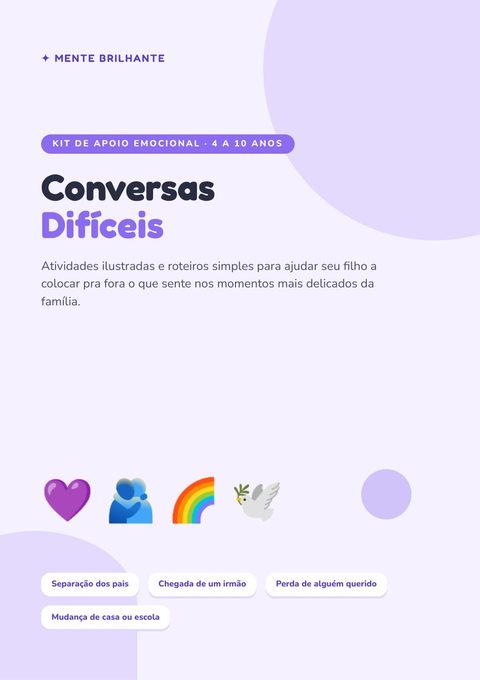 ✦ MENTE BRILHANTE
KIT DE APOIO EMOCIONAL · 4 A 10 ANOS
Conversas
Difíceis
Atividades ilustradas e roteiros simples para ajudar seu filho a
colocar pra fora o que sente nos momentos mais delicados da
família.
Separação dos pais
Chegada de um irmão
Perda de alguém querido
Mudança de casa ou escola